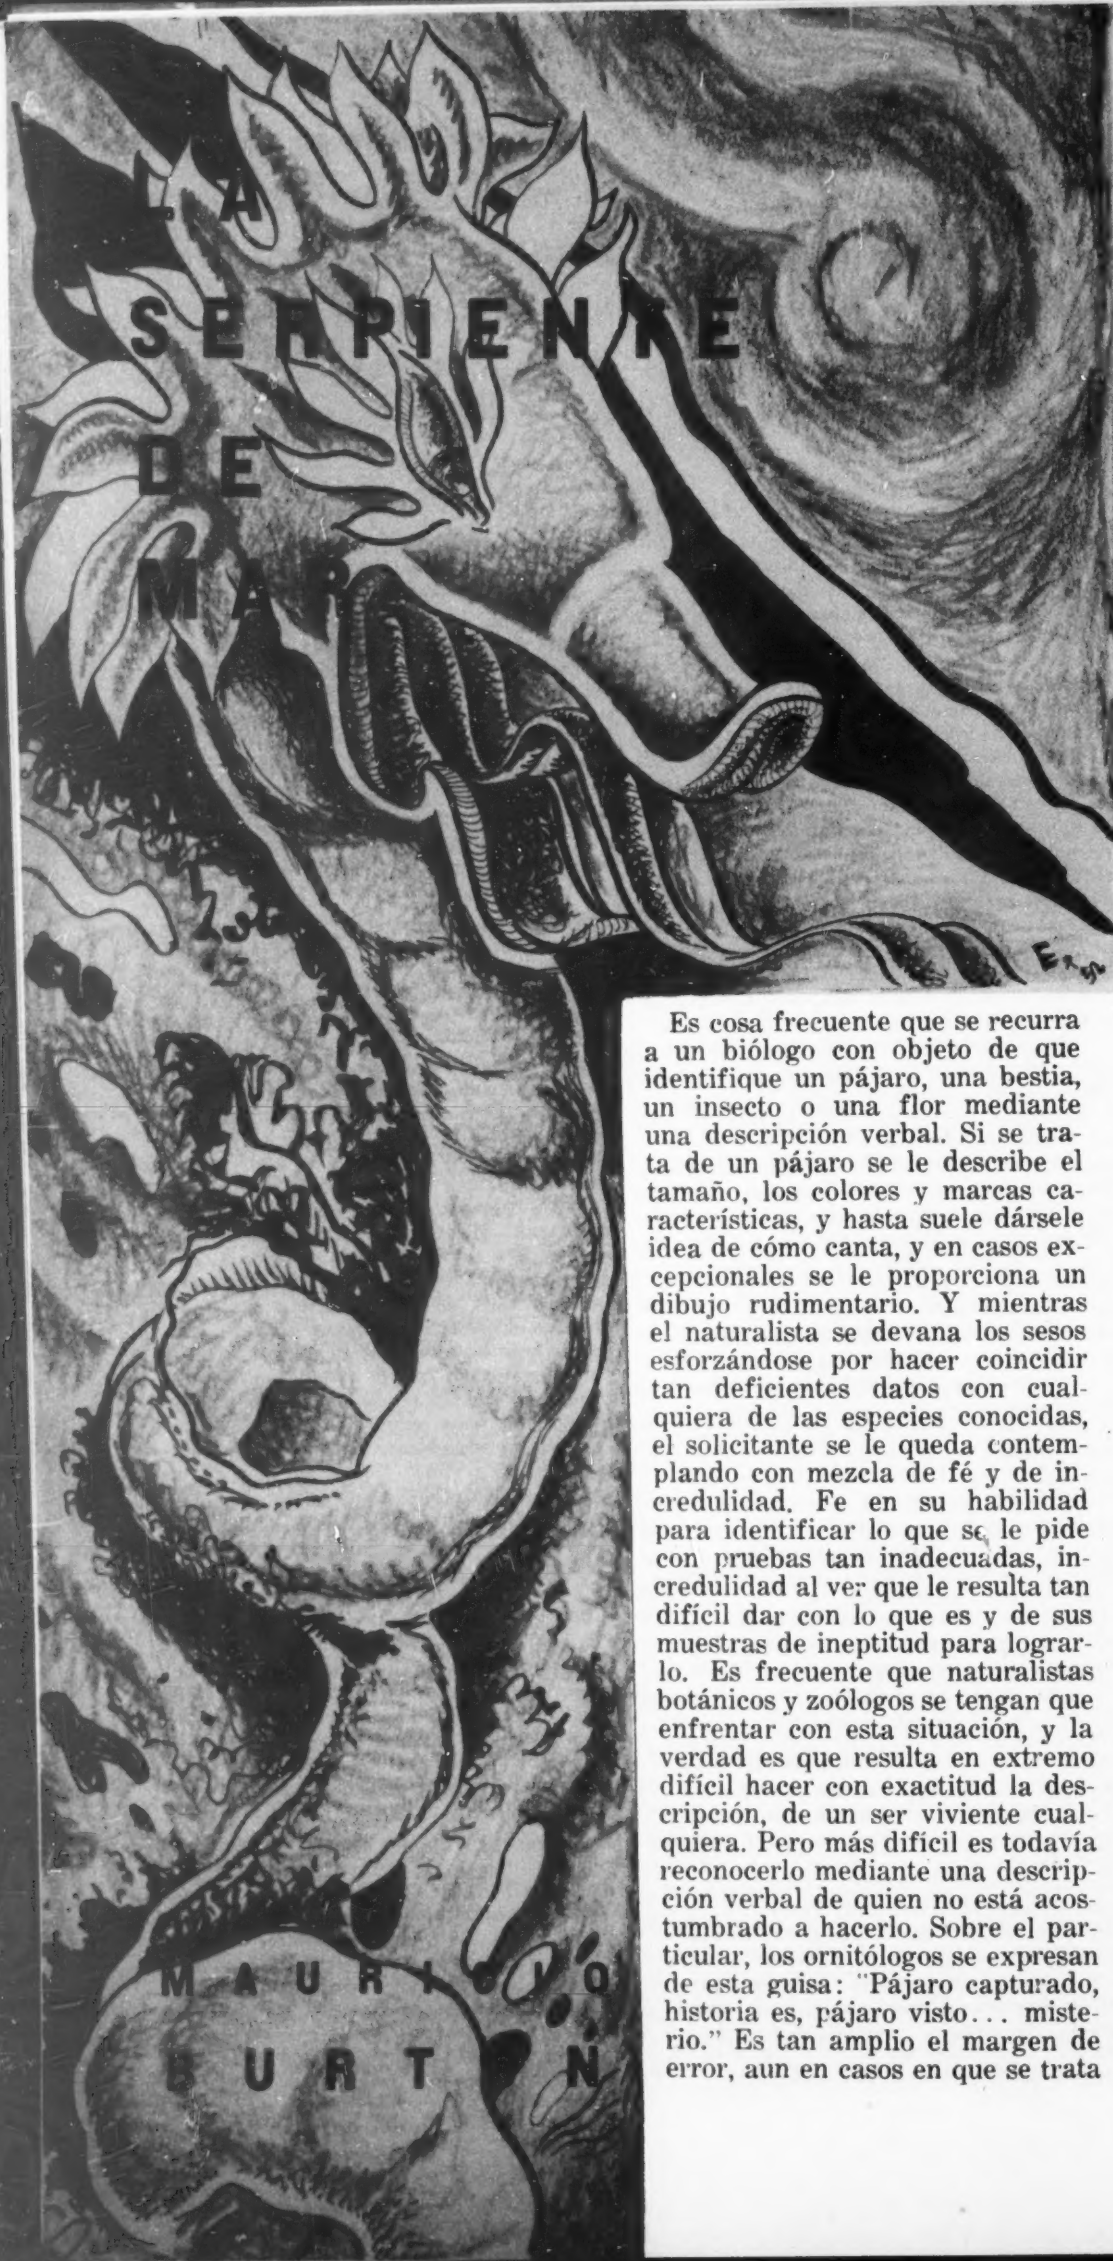 LA
SERPIENTE
DE
MAR
Es cosa frecuente que se recurra
a un biólogo con objeto de que
identifique un pájaro, una bestia,
un insecto o una flor mediante
una descripción verbal. Si se tra-
ta de un pájaro se le describe el
tamaño, los colores y marcas ca-
racterísticas, y hasta suele dársele
idea de cómo canta, y en casos ex-
cepcionales se le proporciona un
dibujo rudimentario. Y mientras
el naturalista se devana los sesos
esforzándose por hacer coincidir
tan deficientes datos con cual-
quiera de las especies conocidas,
el solicitante se le queda contem-
plando con mezcla de fé y de in-
credulidad. Fe en su habilidad
para identificar lo que se le pide
con pruebas tan inadecuadas, in-
credulidad al ver que le resulta tan
difícil dar con lo que es y de sus
muestras de ineptitud para lograr-
lo. Es frecuente que naturalistas
botánicos y zoólogos se tengan que
enfrentar con esta situación, y la
verdad es que resulta en extremo
difícil hacer con exactitud la des-
cripción, de un ser viviente cual-
quiera. Pero más difícil es todavía
reconocerlo mediante una descrip-
ción verbal de quien no está acos-
tumbrado a hacerlo. Sobre el par-
ticular, los ornitólogos se expresan
de esta guisa: "Pájaro capturado,
historia es, pájaro visto... miste-
rio." Es tan amplio el margen de
error, aun en casos en que se trata
MAURICIO
BURTON